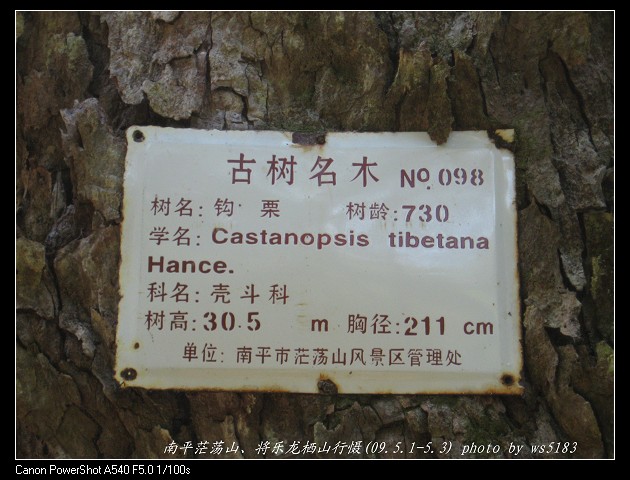 古树名木 No.098
树名: 钩栗 树龄:730
学名: Castanopsis tibetana
Hance.
科名: 壳斗科
树高:30.5 m 胸径:211 cm
单位: 南平市茫荡山风景区管理处
南平茫荡山、将乐龙栖山行慑(09.5.1-5.3) photo by ws5183
Canon PowerShot A540 F5.0 1/100s